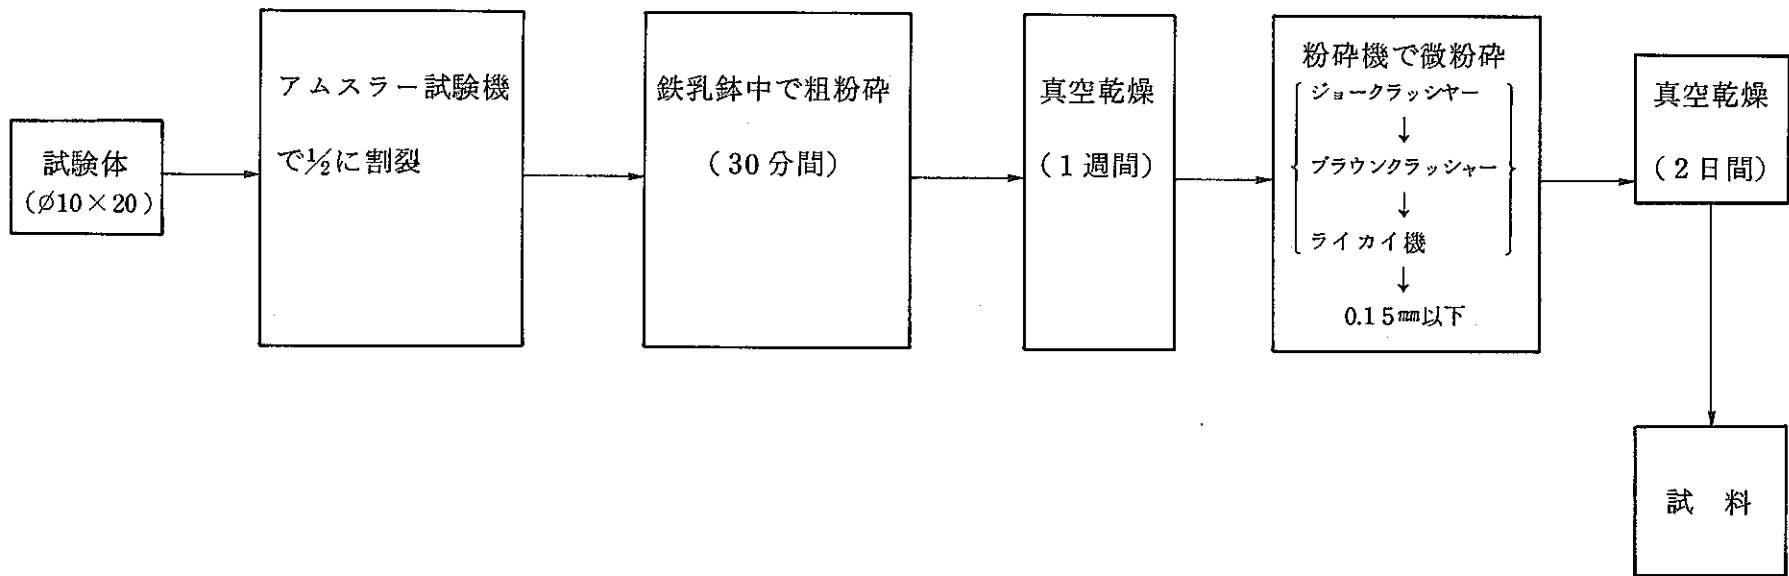 試験体
(∅10×20)
アムスラー試験機
で½に割裂
鉄乳鉢中で粗粉砕
(30分間)
真空乾燥
(1週間)
粉砕機で微粉砕
ジョークラッシヤー
↓
ブラウンクラッシャー
↓
ライカイ機
↓
0.15㎜以下
真空乾燥
(2日間)
試 料